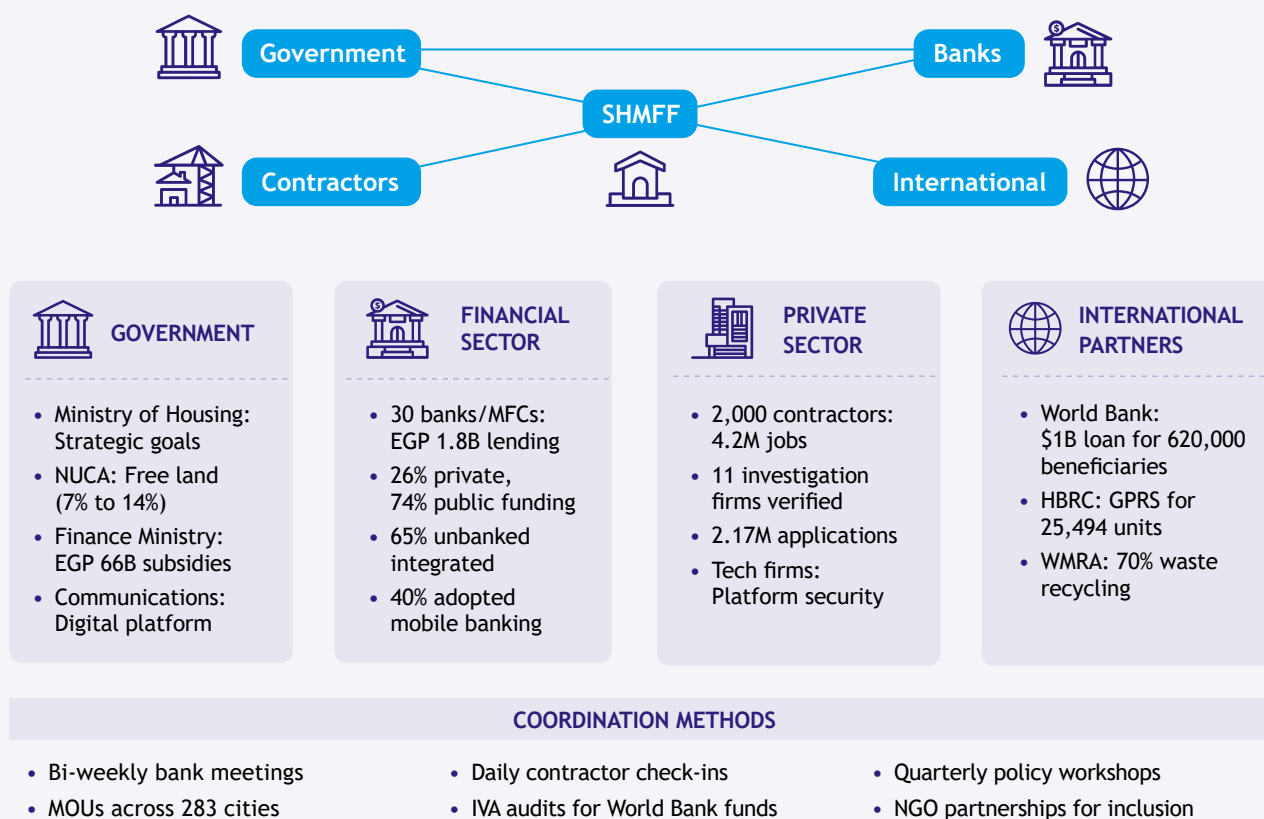 Government
Banks
SHMFF
Contractors
International
GOVERNMENT
• Ministry of Housing:
Strategic goals
• NUCA: Free land
(7% to 14%)
• Finance Ministry:
EGP 66B subsidies
• Communications:
Digital platform
FINANCIAL
SECTOR
• 30 banks/MFCs:
EGP 1.8B lending
• 26% private,
74% public funding
• 65% unbanked
integrated
• 40% adopted
mobile banking
PRIVATE
SECTOR
• 2,000 contractors:
4.2M jobs
• 11 investigation
firms verified
• 2.17M applications
• Tech firms:
Platform security
INTERNATIONAL
PARTNERS
• World Bank:
$1B loan for 620,000
beneficiaries
• HBRC: GPRS for
25,494 units
• WMRA: 70% waste
recycling
COORDINATION METHODS
• Bi-weekly bank meetings
• MOUs across 283 cities
• Daily contractor check-ins
• IVA audits for World Bank funds
• Quarterly policy workshops
• NGO partnerships for inclusion